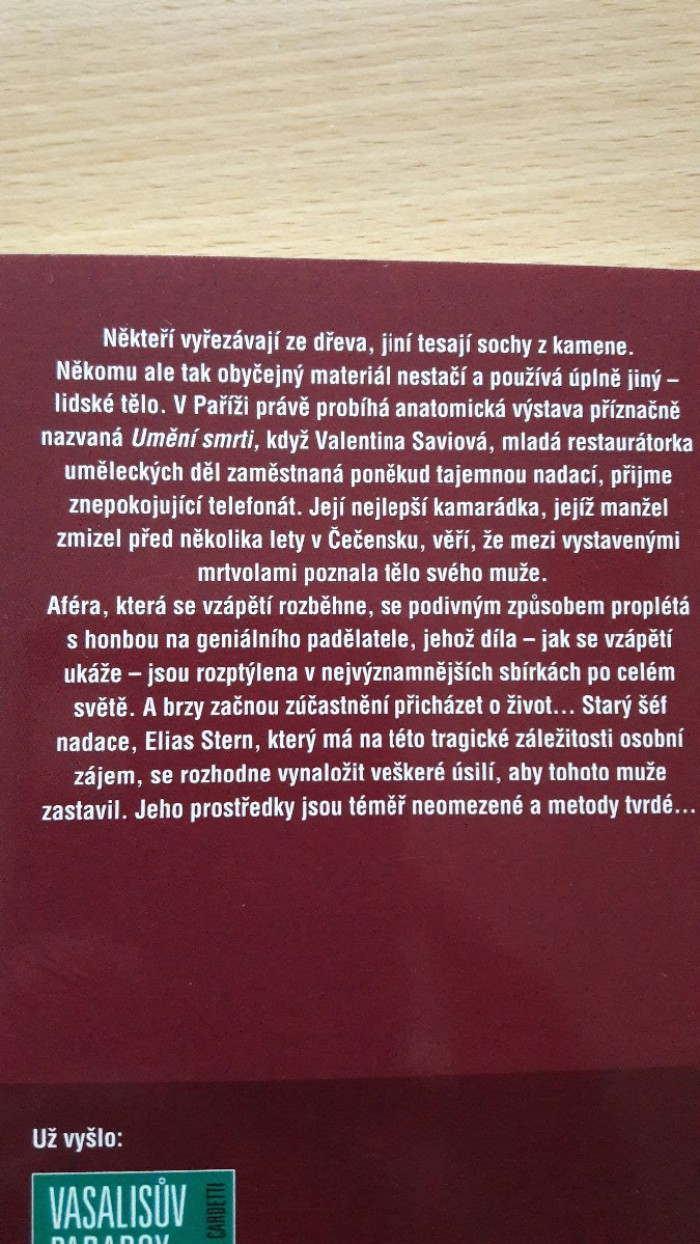 Někteří vyřezávají ze dřeva, jiní tesají sochy z kamene.
Někomu ale tak obyčejný materiál nestačí a používá úplně jiný –
lidské tělo. V Paříži právě probíhá anatomická výstava příznačně
nazvaná Umění smrti, když Valentina Saviová, mladá restaurátorka
uměleckých děl zaměstnaná poněkud tajemnou nadací, přijme
znepokojující telefonát. Její nejlepší kamarádka, jejíž manžel
zmizel před několika lety v Čečensku, věří, že mezi vystavenými
mrtvolami poznala tělo svého muže.
Aféra, která se vzápětí rozběhne, se podivným způsobem proplétá
s honbou na geniálního padělatele, jehož díla – jak se vzápětí
ukáže – jsou rozptýlena v nejvýznamnějších sbírkách po celém
světě. A brzy začnou zúčastnění přicházet o život... Starý šéf
nadace, Elias Stern, který má na této tragické záležitosti osobní
zájem, se rozhodne vynaložit veškeré úsilí, aby tohoto muže
zastavil. Jeho prostředky jsou téměř neomezené a metody tvrdé...
Už vyšlo:
VASALISŮV
PARADOX
CARDETTI